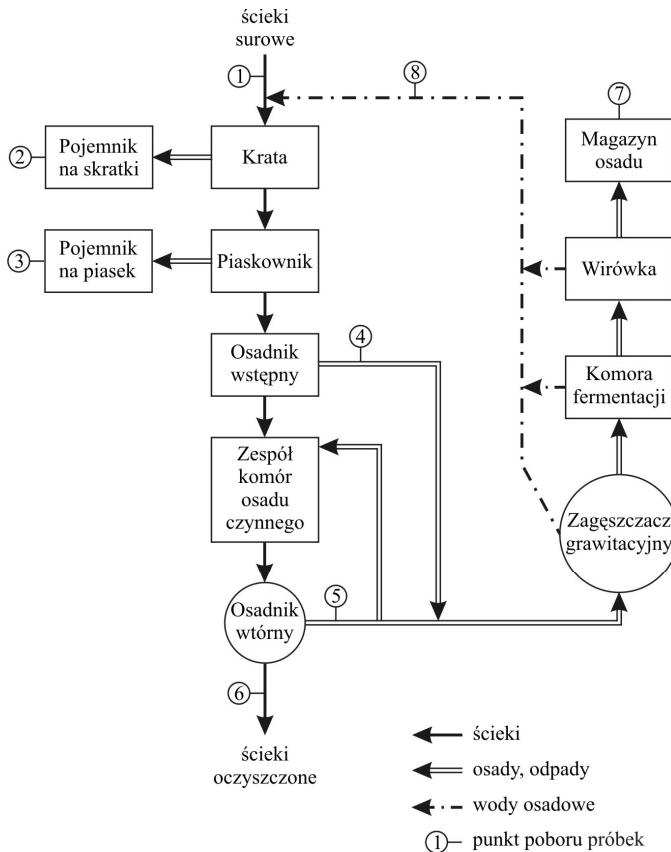 ścieki
surowe
1
8
7
2
Pojemnik
na skratki
Krata
Magazyn
osadu
3
Pojemnik
na piasek
Piaskownik
Wirówka
Osadnik
wstępny
4
Komora
fermentacji
Zespół
komór
osadu
czynnego
Zagęszczacz
grawitacyjny
Osadnik
wtórny
5
6
ścieki
oczyszczone
ścieki
osady, odpady
wody osadowe
1 punkt poboru próbek